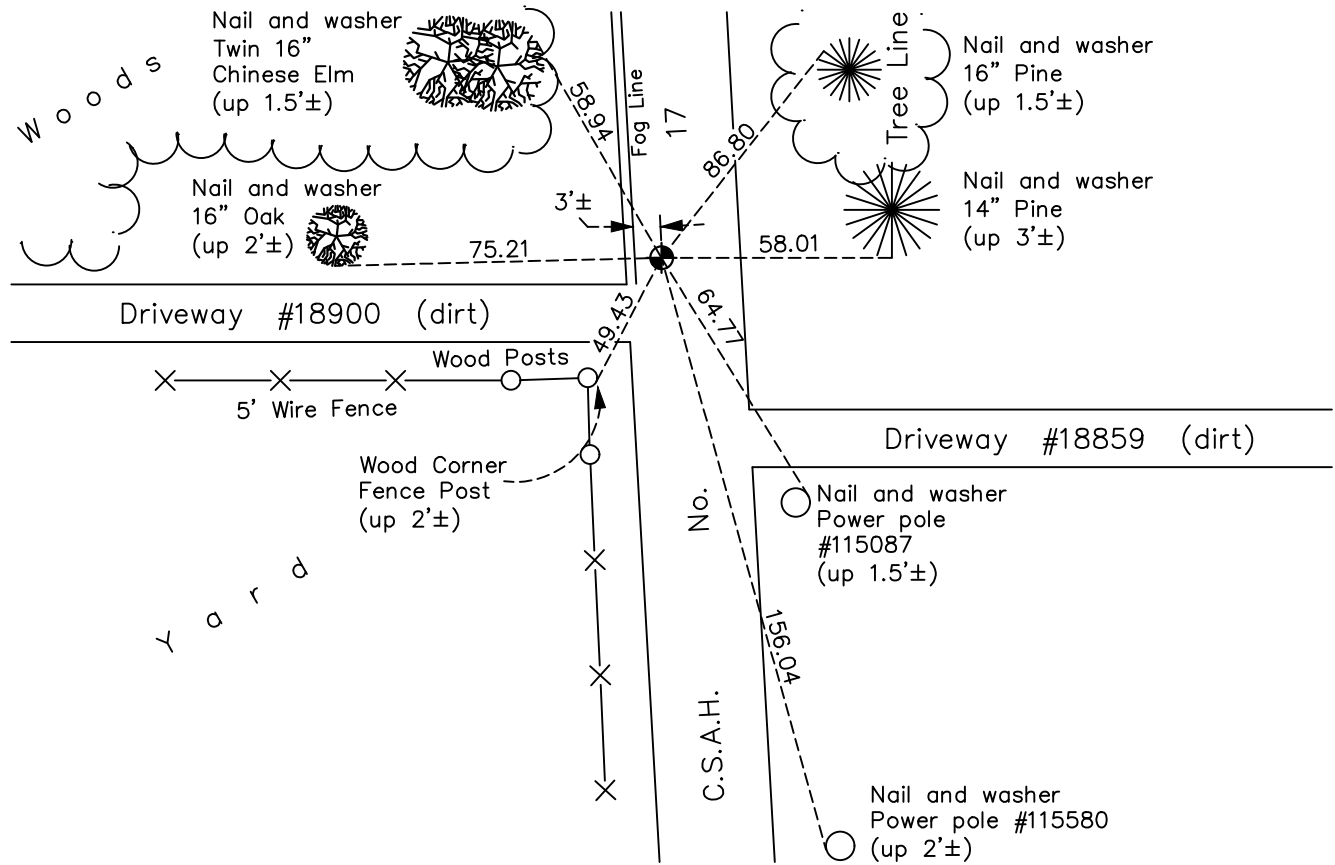 Nail and washer
Twin 16"
Chinese Elm
(up 1.5'±)
Woods
58.94
Fog Line
17
86.80
Tree Line
Nail and washer
16" Pine
(up 1.5'±)
Nail and washer
16" Oak
(up 2'±)
3'±
Nail and washer
14" Pine
(up 3'±)
75.21
58.01
Driveway #18900 (dirt)
49.43
64.77
Wood Posts
5' Wire Fence
Driveway #18859 (dirt)
Wood Corner
Fence Post
(up 2'±)
C.S.A.H. No.
Nail and washer
Power pole
#115087
(up 1.5'±)
Yard
156.04
Nail and washer
Power pole #115580
(up 2'±)